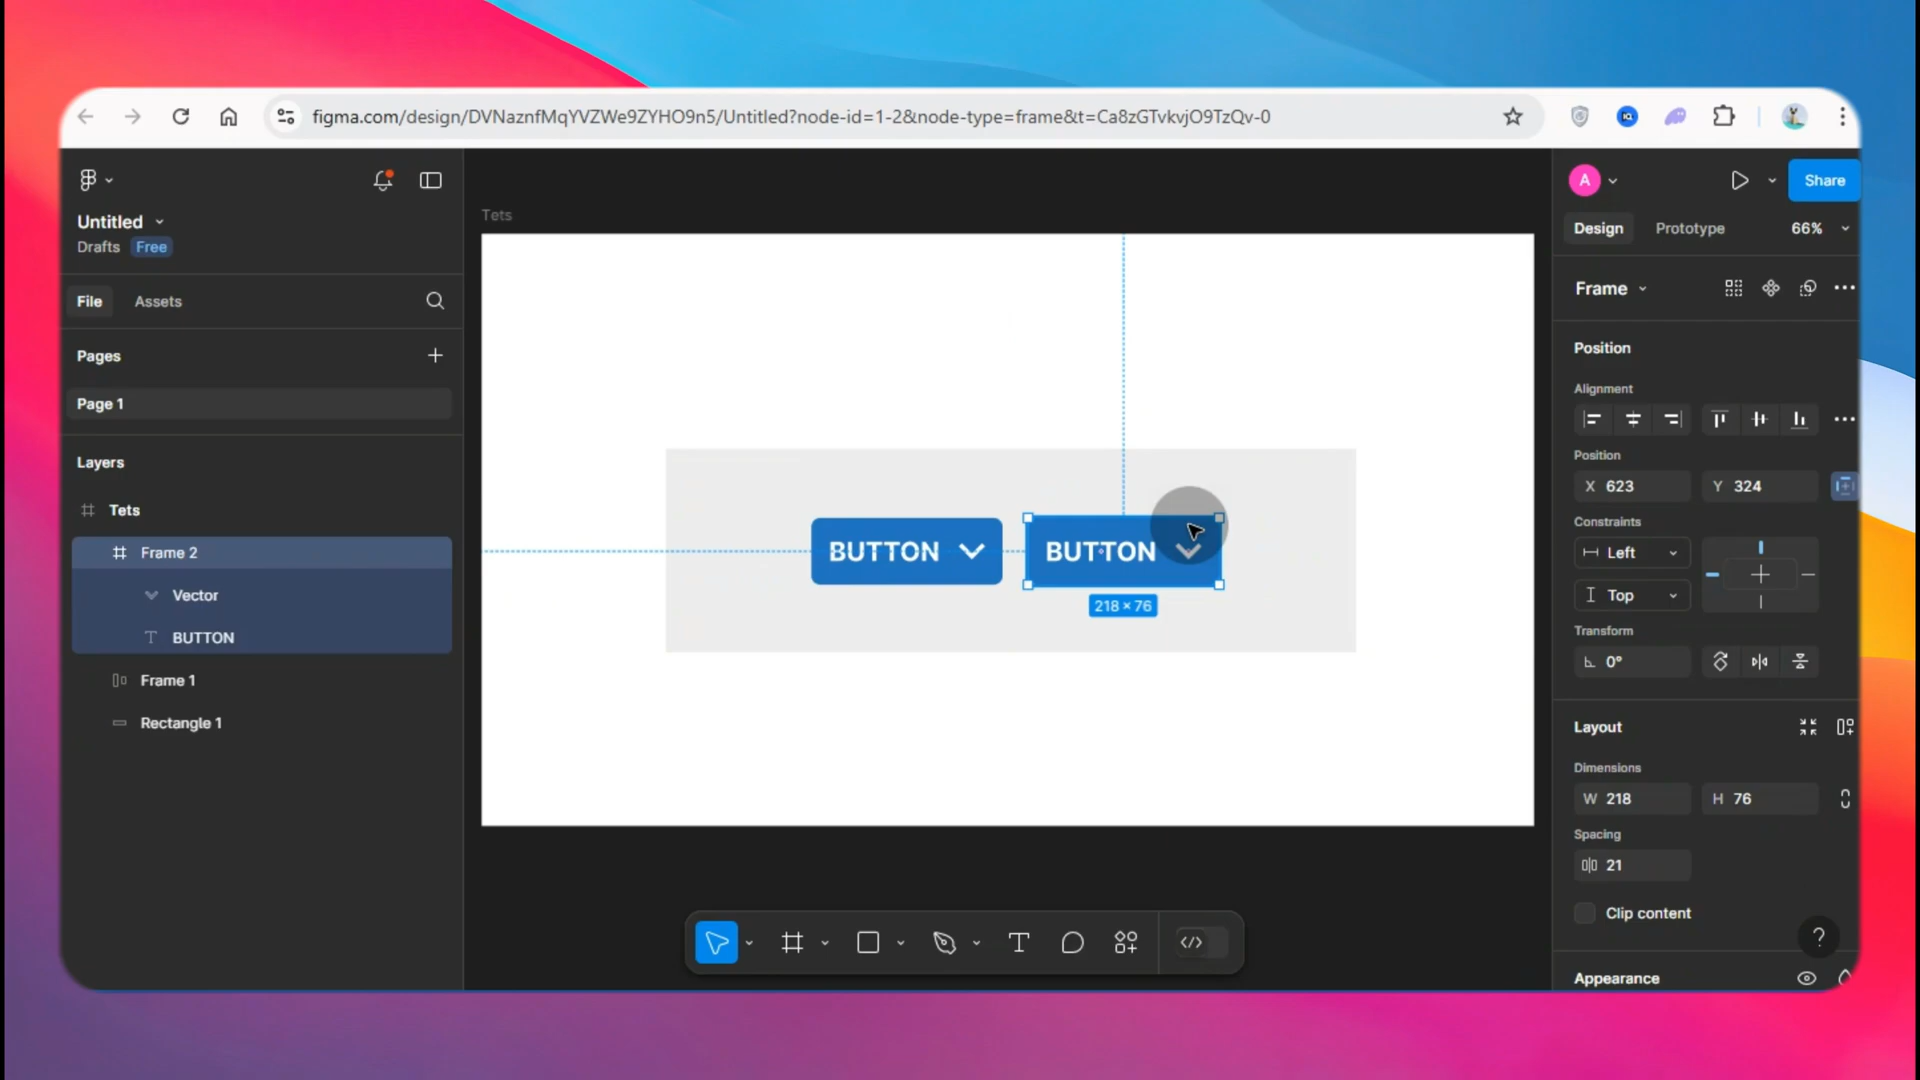 figma.com/design/DVNaznfMqYVZWe9ZYHO9n5/Untitled?node-id=1-2&node-type=frame&t=Ca8zGTvkvjO9TzQv-0
Untitled
Drafts Free
File Assets
Pages
Page 1
Layers
Tets
Frame 2
Vector
BUTTON
Frame 1
Rectangle 1
Tets
BUTTON
BUTTON
218 × 76
A
Share
Design Prototype 66%
Frame
Position
Alignment
Position
X 623 Y 324
Constraints
Left
Top
Transform
0°
Layout
Dimensions
W 218 H 76
Spacing
21
Clip content
?
Appearance